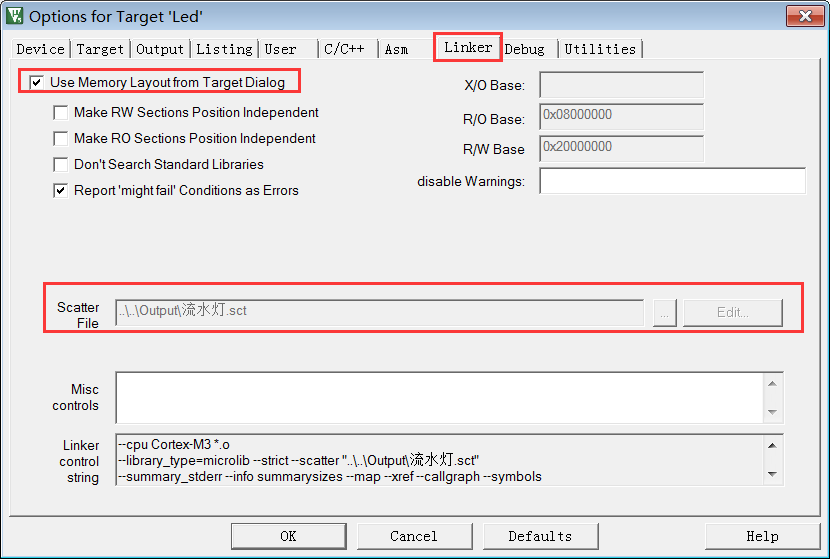 Options for Target 'Led'
Device Target Output Listing User C/C++ Asm Linker Debug Utilities
Use Memory Layout from Target Dialog
Make RW Sections Position Independent
Make RO Sections Position Independent
Don't Search Standard Libraries
Report 'might fail' Conditions as Errors
X/O Base:
R/O Base: 0x08000000
R/W Base 0x20000000
disable Warnings:
Scatter
File
..\..\Output\流水灯.sct
... Edit...
Misc
controls
Linker
control
string
--cpu Cortex-M3 *.o
--library_type=microlib --strict --scatter "..\..\Output\流水灯.sct"
--summary_stderr --info summarysizes --map --xref --callgraph --symbols
OK Cancel Defaults Help